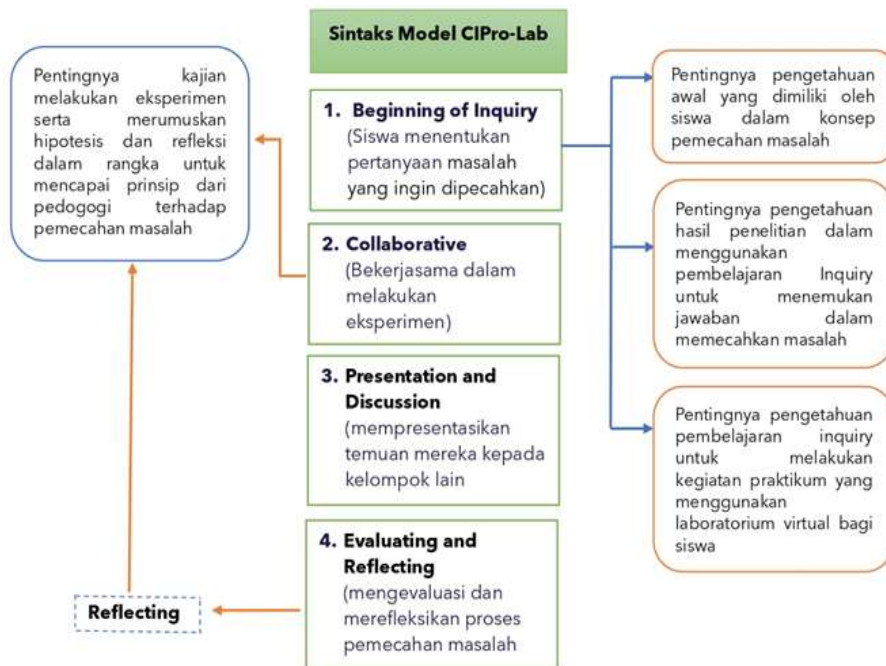 Sintaks Model CIPro-Lab
Pentingnya kajian
melakukan eksperimen
serta merumuskan
hipotesis dan refleksi
dalam rangka untuk
mencapai prinsip dari
pedogogi terhadap
pemecahan masalah
1. Beginning of Inquiry
(Siswa menentukan
pertanyaan masalah
yang ingin dipecahkan)
2. Collaborative
(Bekerjasama dalam
melakukan
eksperimen)
3. Presentation and
Discussion
(mempresentasikan
temuan mereka kepada
kelompok lain
4. Evaluating and
Reflecting
(mengevaluasi dan
merefleksikan proses
pemecahan masalah
Reflecting
Pentingnya pengetahuan
awal yang dimiliki oleh
siswa dalam konsep
pemecahan masalah
Pentingnya pengetahuan
hasil penelitian dalam
menggunakan
pembelajaran Inquiry
untuk menemukan
jawaban dalam
memecahkan masalah
Pentingnya pengetahuan
pembelajaran inquiry
untuk melakukan
kegiatan praktikum yang
menggunakan
laboratorium virtual bagi
siswa